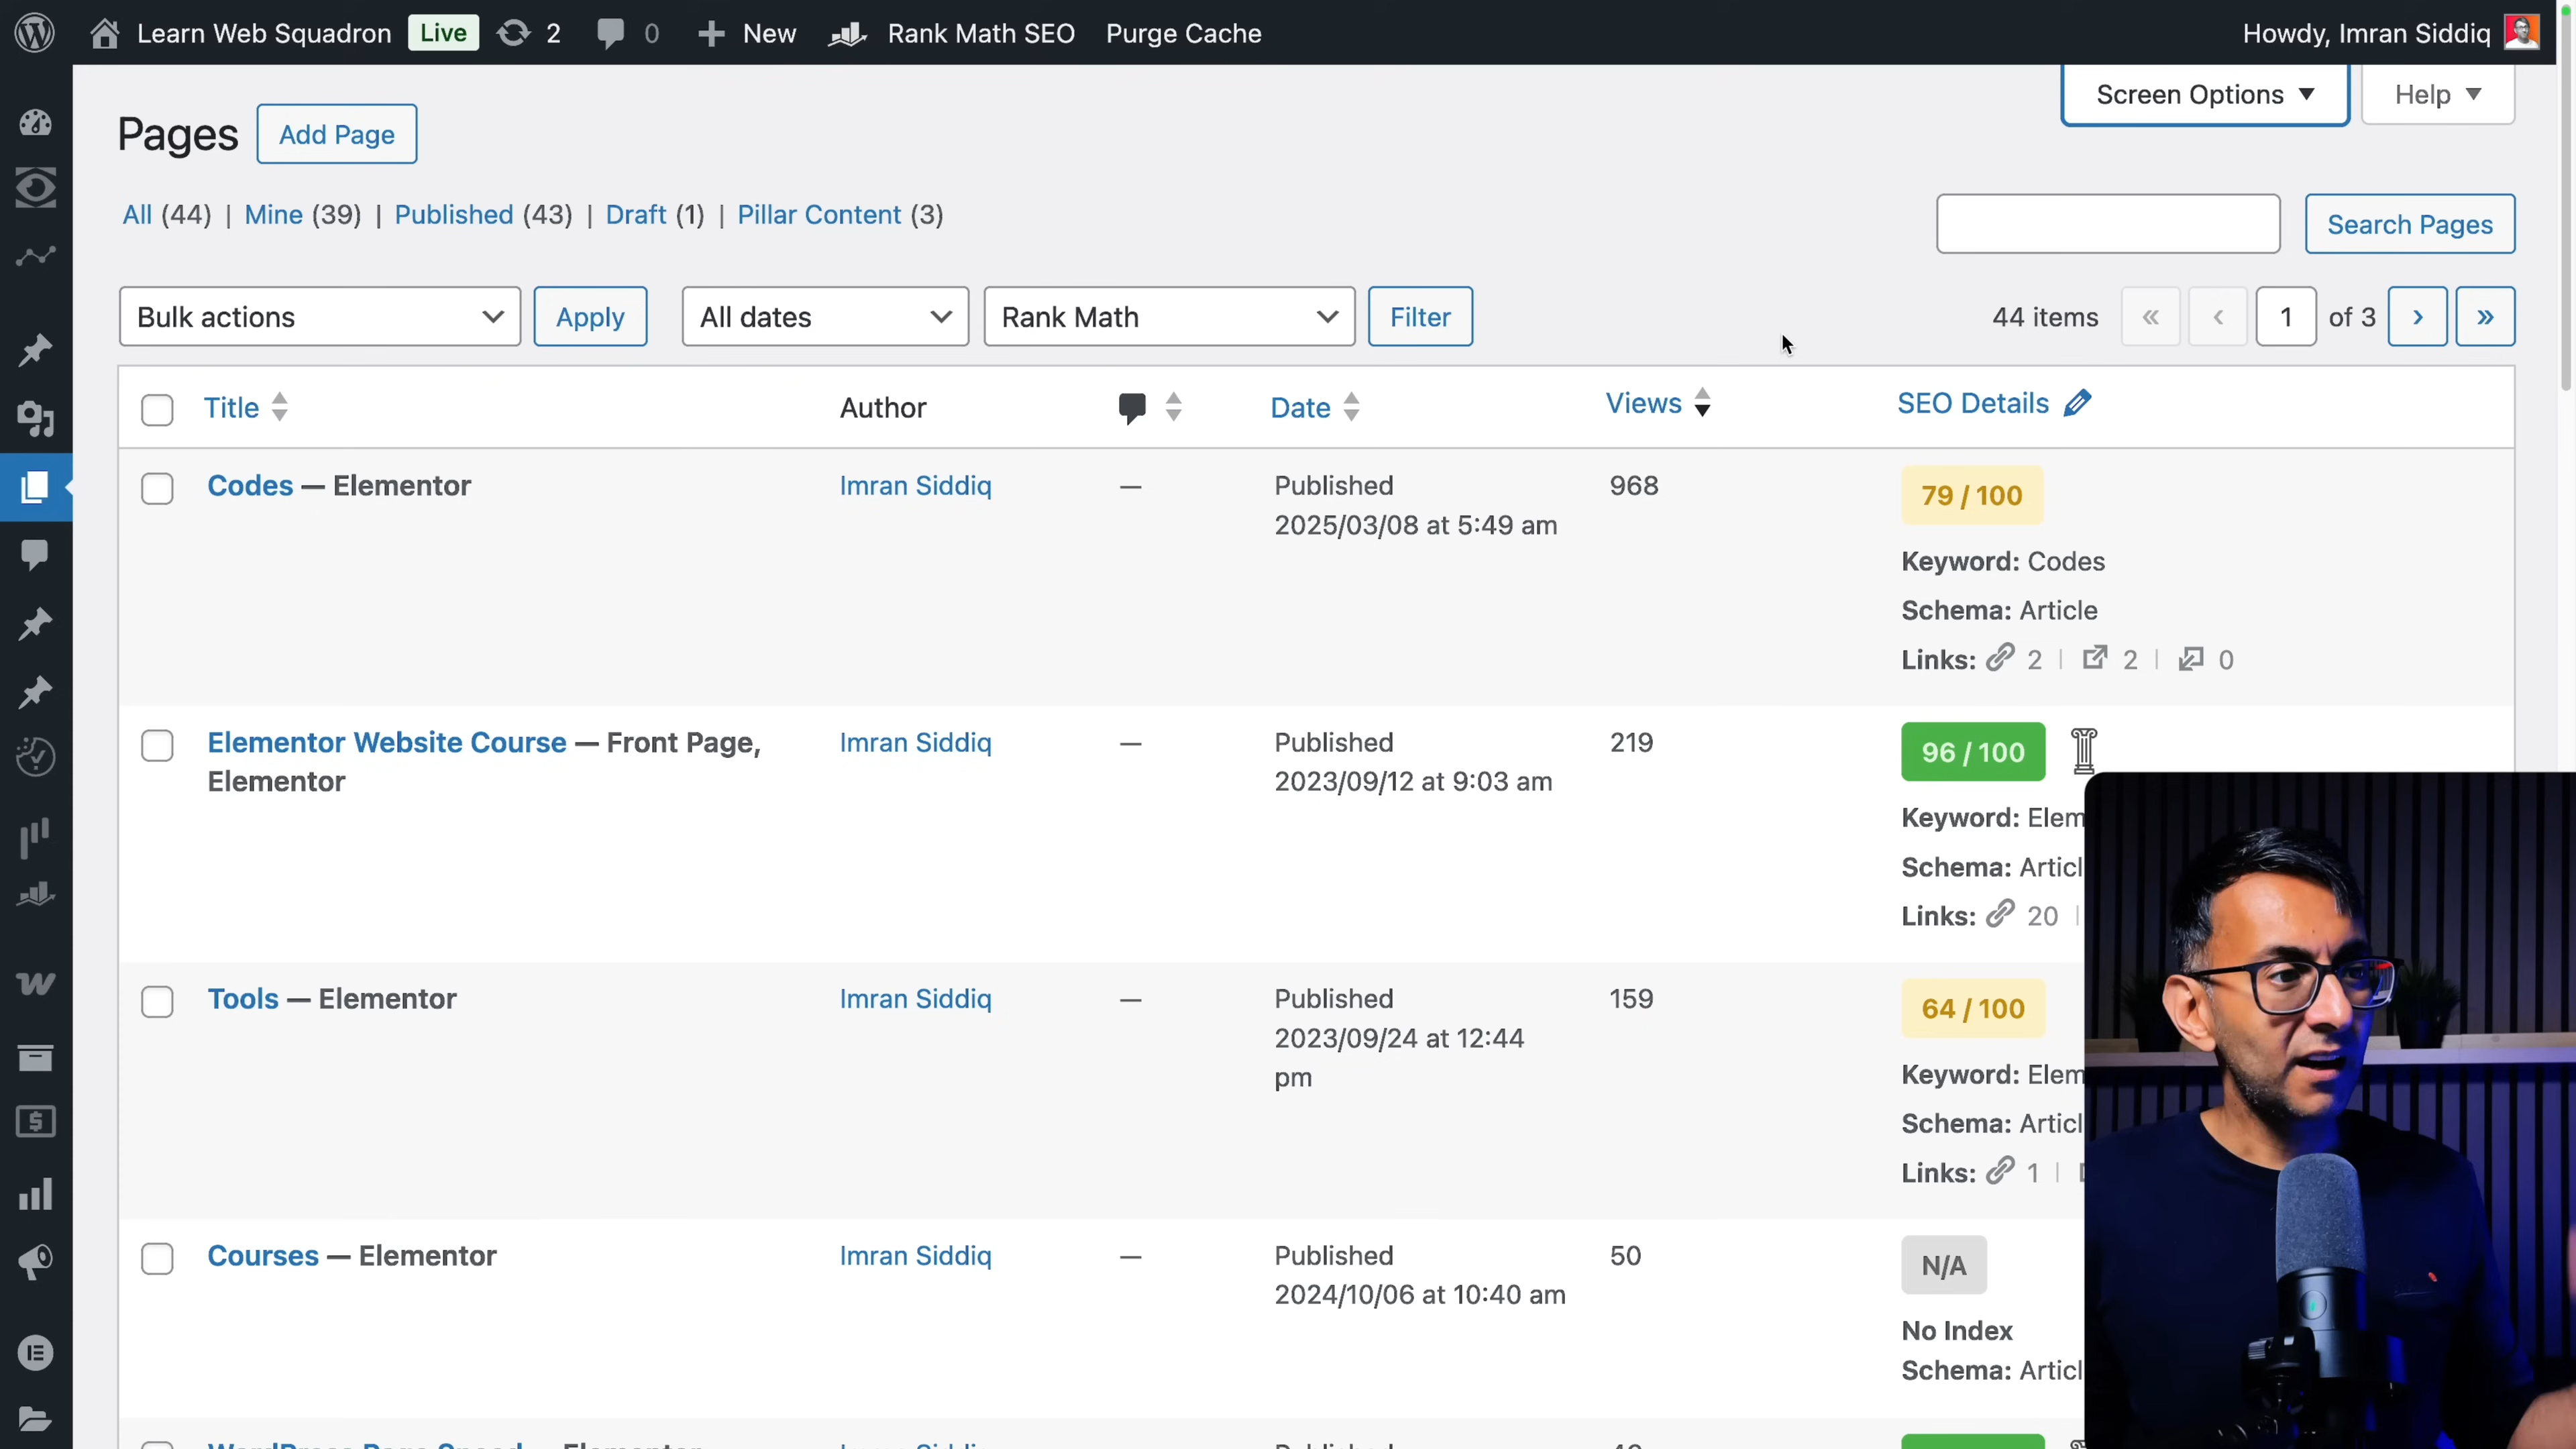 Learn Web Squadron Live 2 0 New Rank Math SEO Purge Cache Howdy, Imran Siddiq
Screen Options Help
Pages Add Page
All (44) | Mine (39) | Published (43) | Draft (1) | Pillar Content (3)
Search Pages
Bulk actions Apply All dates Rank Math Filter 44 items « ‹ 1 of 3 › »
Title Author Date Views SEO Details
Codes — Elementor Imran Siddiq — Published 968 79 / 100
2025/03/08 at 5:49 am
Keyword: Codes
Schema: Article
Links: 2 | 2 | 0
Elementor Website Course — Front Page, Imran Siddiq — Published 219 96 / 100
Elementor 2023/09/12 at 9:03 am
Keyword: Elem
Schema: Articl
Links: 20 |
Tools — Elementor Imran Siddiq — Published 159 64 / 100
2023/09/24 at 12:44
pm
Keyword: Elem
Schema: Articl
Links: 1 |
Courses — Elementor Imran Siddiq — Published 50 N/A
2024/10/06 at 10:40 am
No Index
Schema: Articl